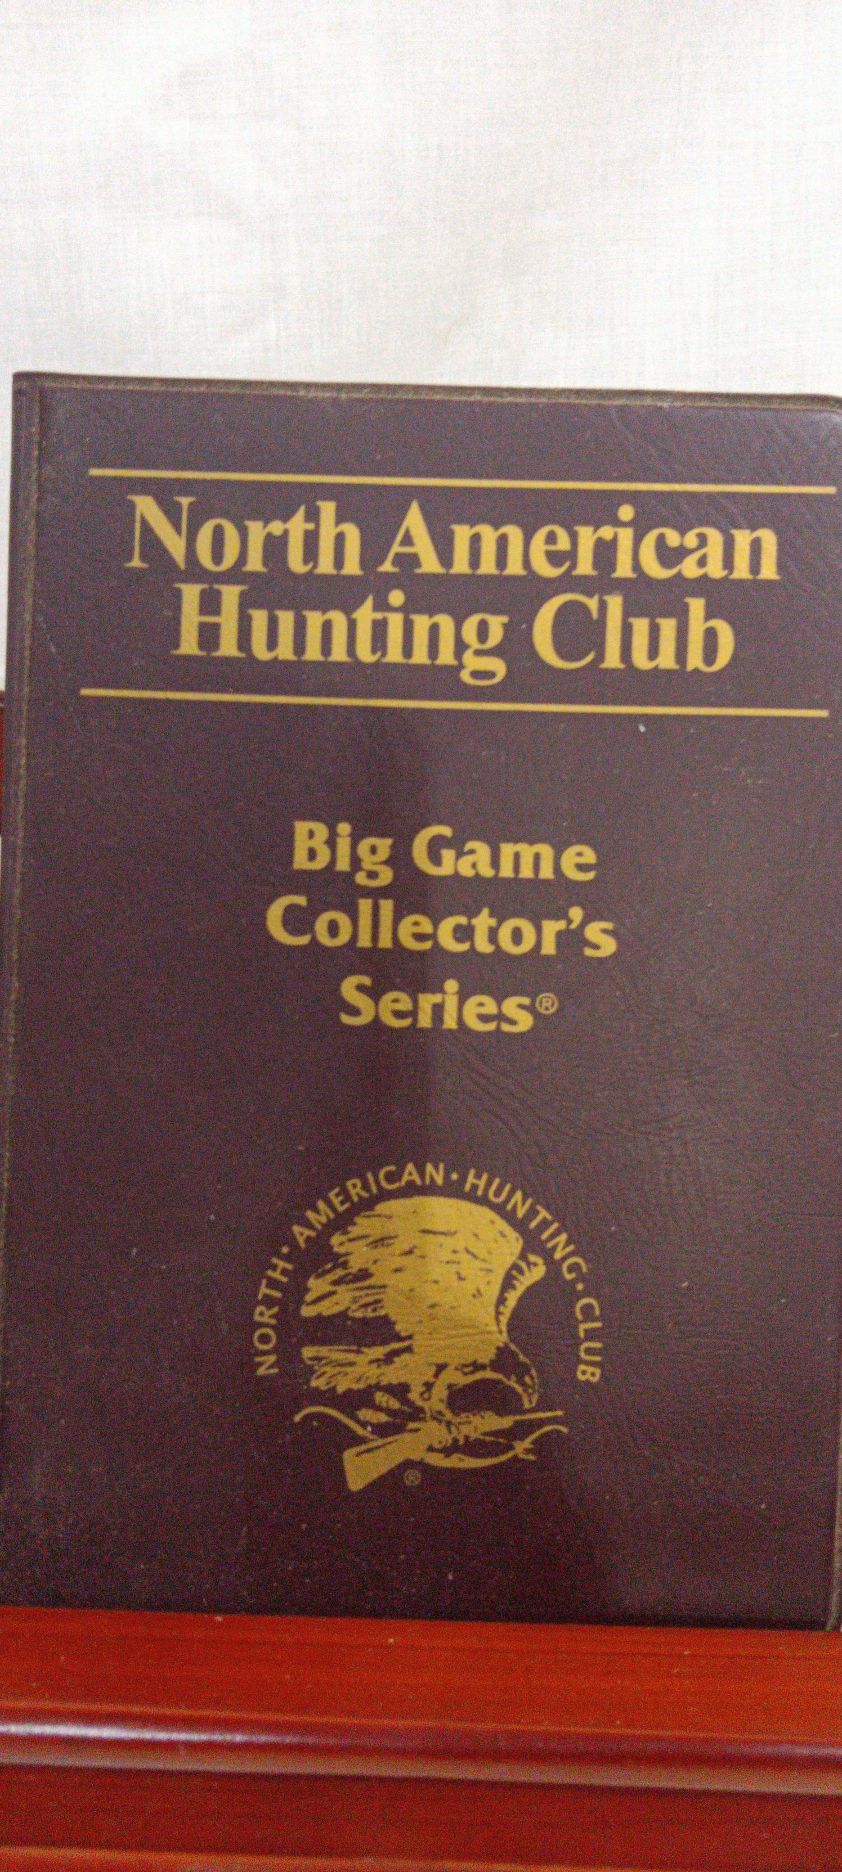 North American
Hunting Club
Big Game
Collector's
Series®
NORTH · AMERICAN · HUNTING · CLUB
®